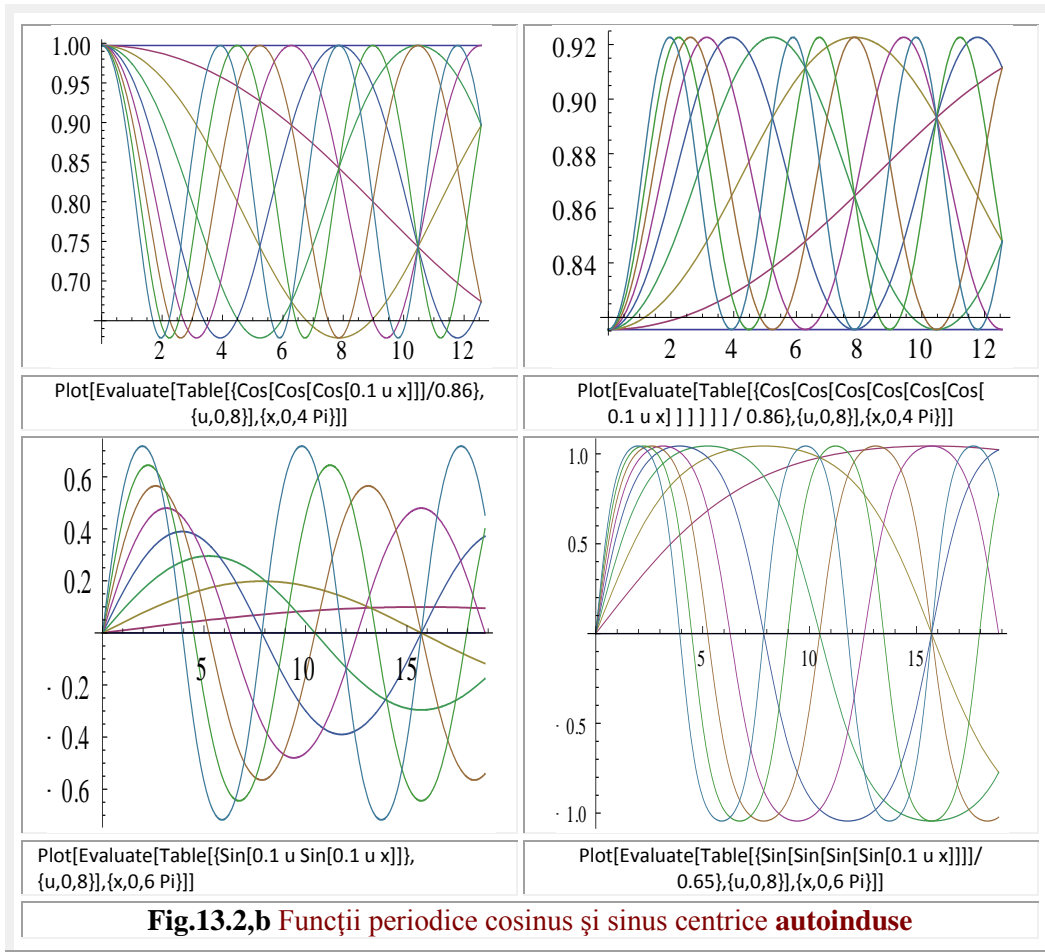 1.00
0.95
0.90
0.85
0.80
0.75
0.70
2 4 6 8 10 12
0.92
0.90
0.88
0.86
0.84
2 4 6 8 10 12
Plot[Evaluate[Table[{Cos[Cos[Cos[0.1 u x]]]/0.86},
{u,0,8}],{x,0,4 Pi}]]
Plot[Evaluate[Table[{Cos[Cos[Cos[Cos[Cos[Cos[
0.1 u x] ] ] ] ] ] / 0.86},{u,0,8}],{x,0,4 Pi}]]
0.6
0.4
0.2
5 10 15
· 0.2
· 0.4
· 0.6
1.0
0.5
5 10 15
· 0.5
· 1.0
Plot[Evaluate[Table[{Sin[0.1 u Sin[0.1 u x]]},
{u,0,8}],{x,0,6 Pi}]]
Plot[Evaluate[Table[{Sin[Sin[Sin[Sin[0.1 u x]]]]/
0.65},{u,0,8}],{x,0,6 Pi}]]
Fig.13.2,b Funcţii periodice cosinus şi sinus centrice autoinduse